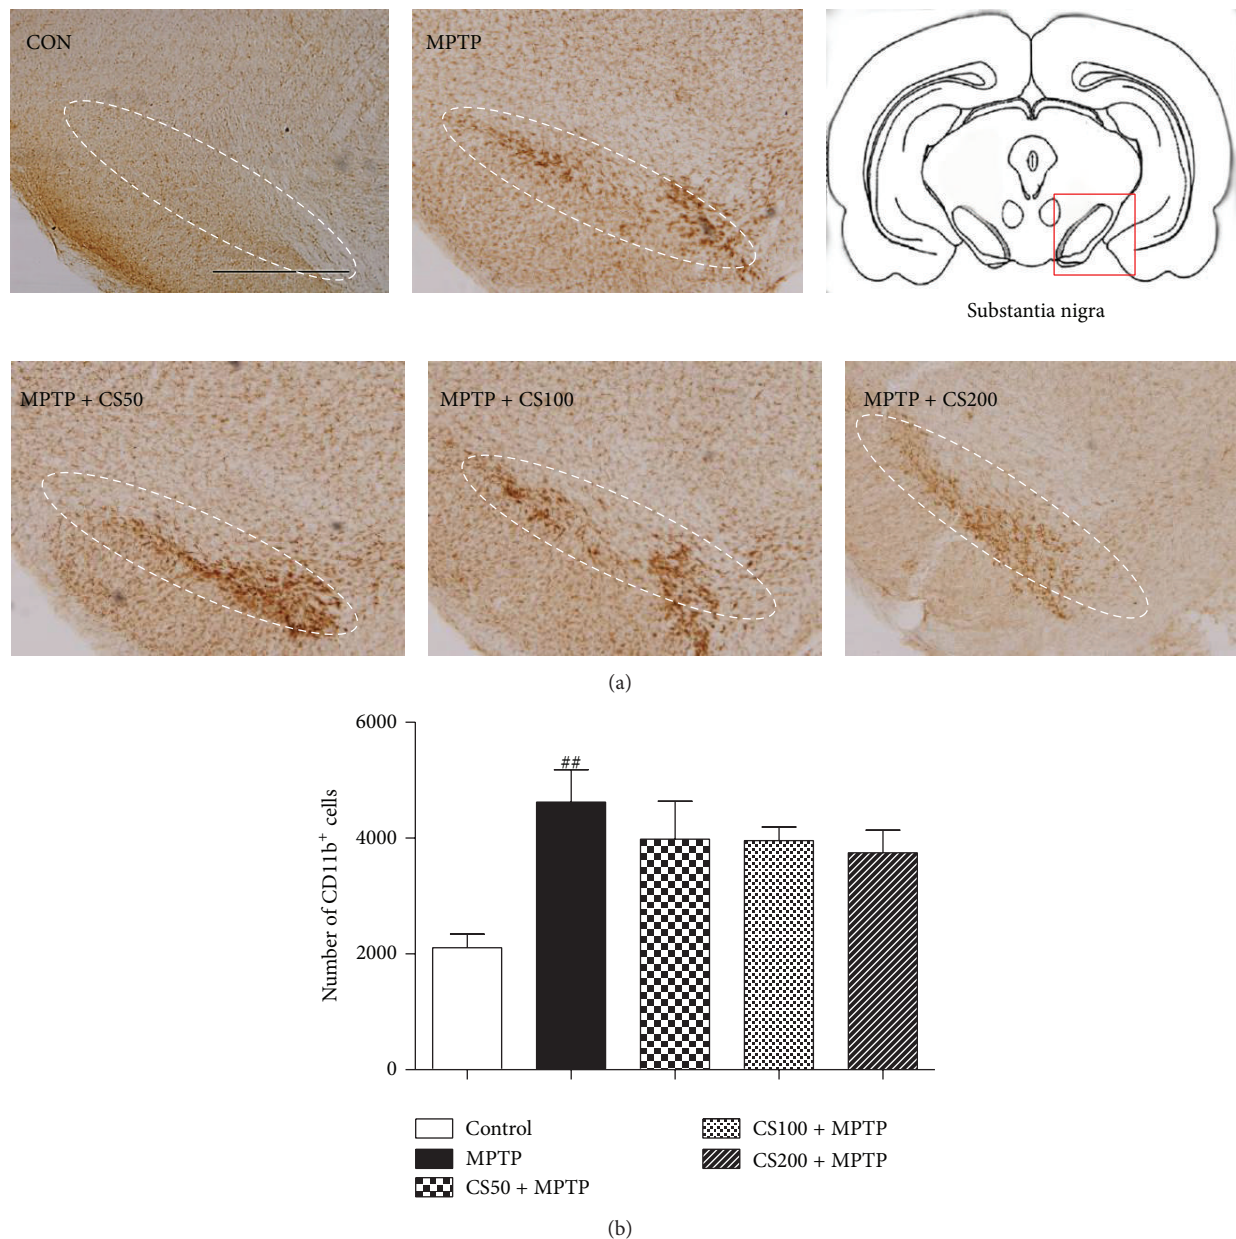 CON
MPTP
Substantia nigra
MPTP + CS50
MPTP + CS100
MPTP + CS200
(a)
6000
4000
2000
0
Number of CD11b⁺ cells
##
Control
MPTP
CS50 + MPTP
CS100 + MPTP
CS200 + MPTP
(b)